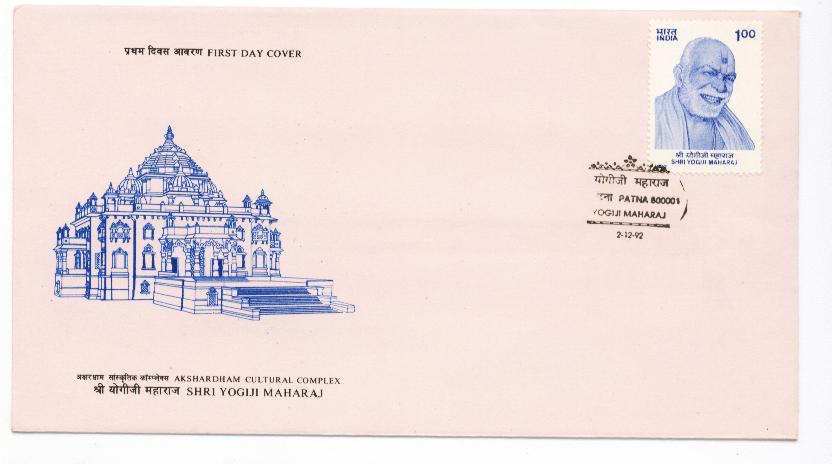 प्रथम दिवस आवरण FIRST DAY COVER
भारत
INDIA
1.00
श्री योगीजी महाराज
SHRI YOGIJI MAHARAJ
योगीजी महाराज
PATNA 800001
YOGIJI MAHARAJ
2-12-92
अक्षरधाम सांस्कृतिक कॉम्प्लेक्स AKSHARDHAM CULTURAL COMPLEX
श्री योगीजी महाराज SHRI YOGIJI MAHARAJ